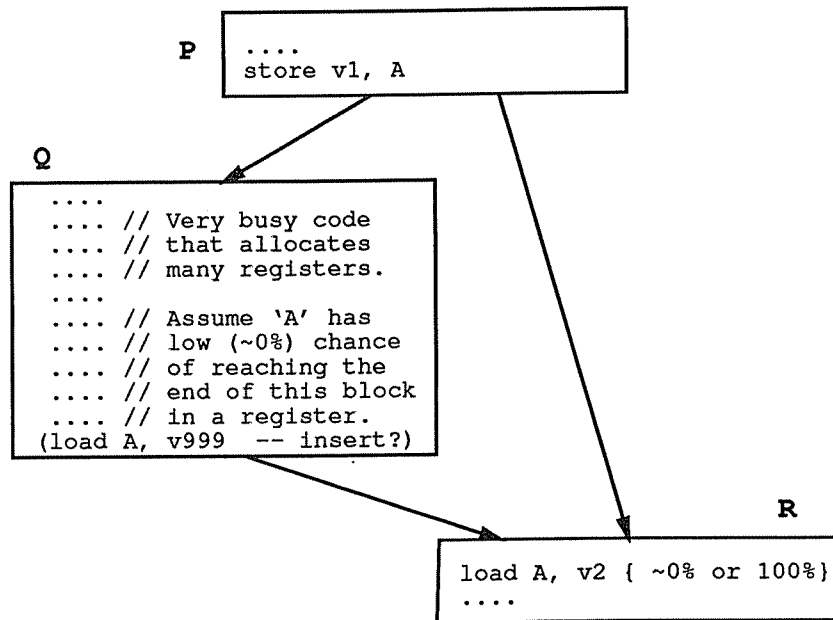 P
....
store v1, A
Q
....
.... // Very busy code
.... // that allocates
.... // many registers.
....
.... // Assume ‘A’ has
.... // low (~0%) chance
.... // of reaching the
.... // end of this block
.... // in a register.
(load A, v999  -- insert?)
R
load A, v2 { ~0% or 100%}
....